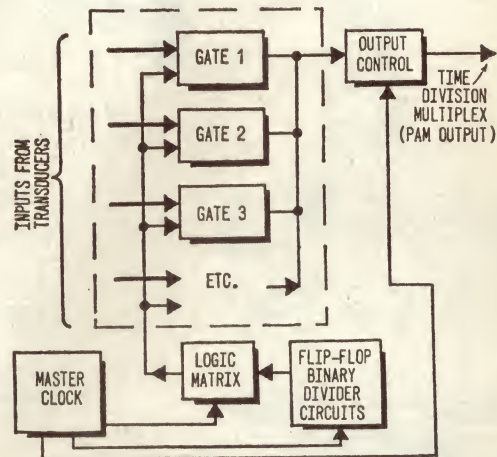 INPUTS FROM
TRANSDUCERS
GATE 1
GATE 2
GATE 3
ETC.
OUTPUT
CONTROL
TIME
DIVISION
MULTIPLEX
(PAM OUTPUT)
MASTER
CLOCK
LOGIC
MATRIX
FLIP-FLOP
BINARY
DIVIDER
CIRCUITS